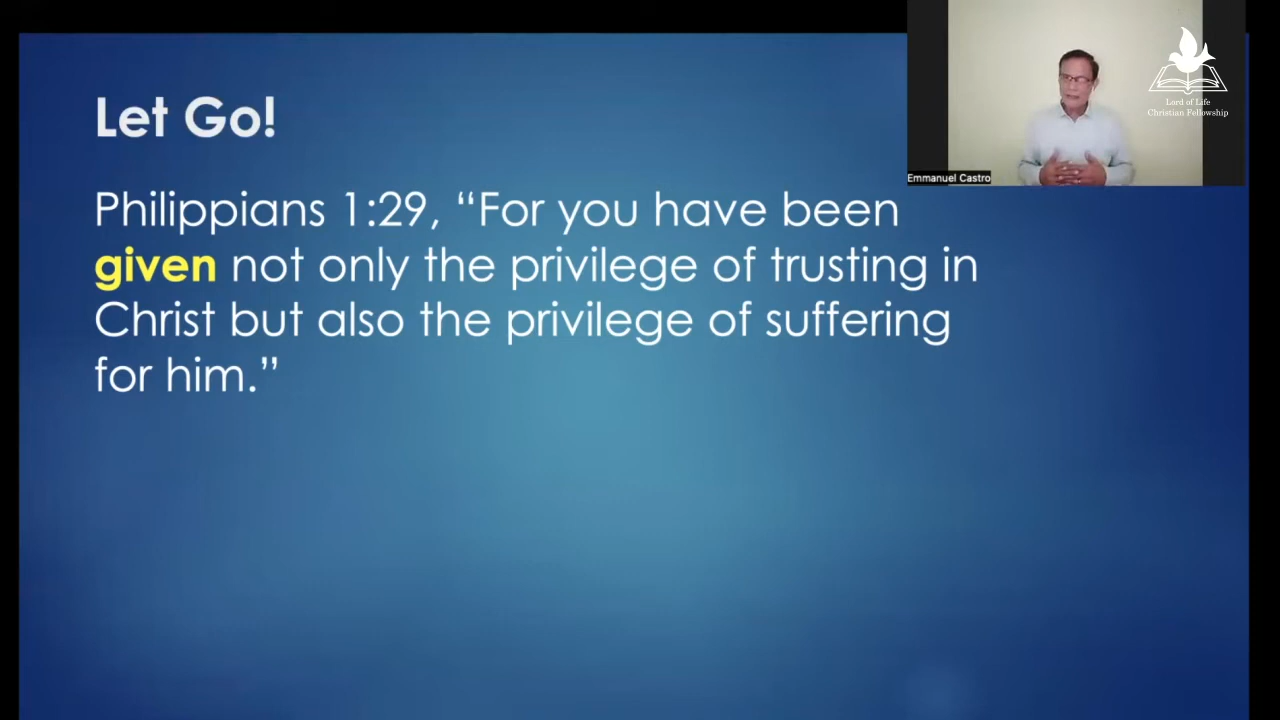 Let Go!
Philippians 1:29, “For you have been
given not only the privilege of trusting in
Christ but also the privilege of suffering
for him.”
Lord of Life
Christian Fellowship
Emmanuel Castro